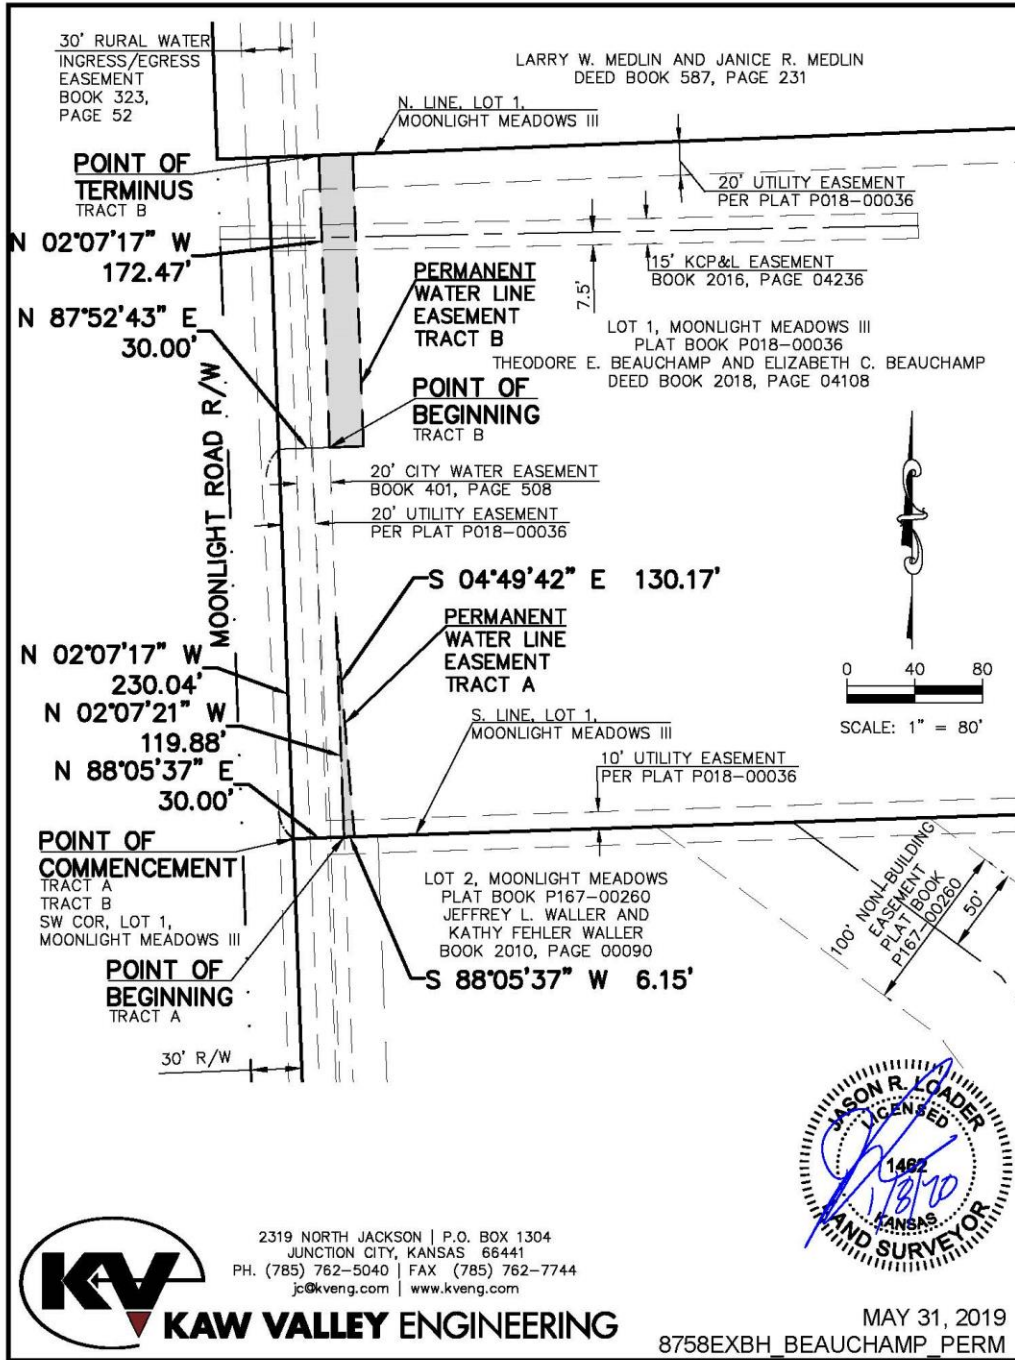 30' RURAL WATER
INGRESS/EGRESS
EASEMENT
BOOK 323,
PAGE 52
LARRY W. MEDLIN AND JANICE R. MEDLIN
DEED BOOK 587, PAGE 231
N. LINE, LOT 1,
MOONLIGHT MEADOWS III
POINT OF
TERMINUS
TRACT B
20' UTILITY EASEMENT
PER PLAT P018-00036
N 02°07'17" W
172.47'
PERMANENT
WATER LINE
EASEMENT
TRACT B
15' KCP&L EASEMENT
BOOK 2016, PAGE 04236
7.5'
N 87°52'43" E
30.00'
LOT 1, MOONLIGHT MEADOWS III
PLAT BOOK P018-00036
THEODORE E. BEAUCHAMP AND ELIZABETH C. BEAUCHAMP
DEED BOOK 2018, PAGE 04108
POINT OF
BEGINNING
TRACT B
MOONLIGHT ROAD R/W
20' CITY WATER EASEMENT
BOOK 401, PAGE 508
20' UTILITY EASEMENT
PER PLAT P018-00036
S 04°49'42" E 130.17'
PERMANENT
WATER LINE
EASEMENT
TRACT A
N 02°07'17" W
230.04'
N 02°07'21" W
119.88'
N 88°05'37" E
30.00'
0 40 80
SCALE: 1" = 80'
S. LINE, LOT 1,
MOONLIGHT MEADOWS III
10' UTILITY EASEMENT
PER PLAT P018-00036
POINT OF
COMMENCEMENT
TRACT A
TRACT B
SW COR, LOT 1,
MOONLIGHT MEADOWS III
LOT 2, MOONLIGHT MEADOWS
PLAT BOOK P167-00260
JEFFREY L. WALLER AND
KATHY FEHLER WALLER
BOOK 2010, PAGE 00090
100' NON-BUILDING
EASEMENT
PLAT BOOK
P167-00260
50'
POINT OF
BEGINNING
TRACT A
S 88°05'37" W 6.15'
30' R/W
JASON R. LOADER
LICENSED
1462
1/8/20
KANSAS
LAND SURVEYOR
KV
2319 NORTH JACKSON | P.O. BOX 1304
JUNCTION CITY, KANSAS 66441
PH. (785) 762-5040 | FAX (785) 762-7744
jc@kveng.com | www.kveng.com
KAW VALLEY ENGINEERING
MAY 31, 2019
8758EXBH_BEAUCHAMP_PERM